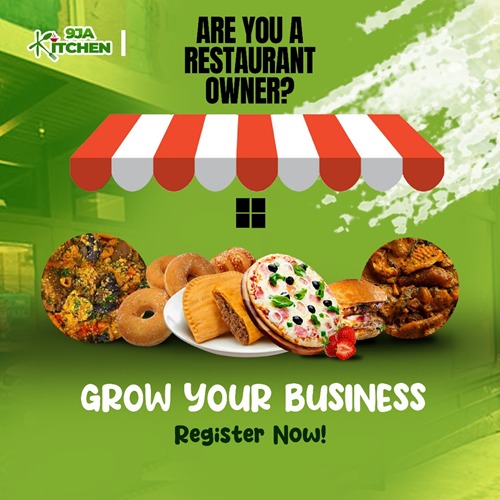 9JA
KITCHEN
ARE YOU A
RESTAURANT
OWNER?
GROW YOUR BUSINESS
Register Now!